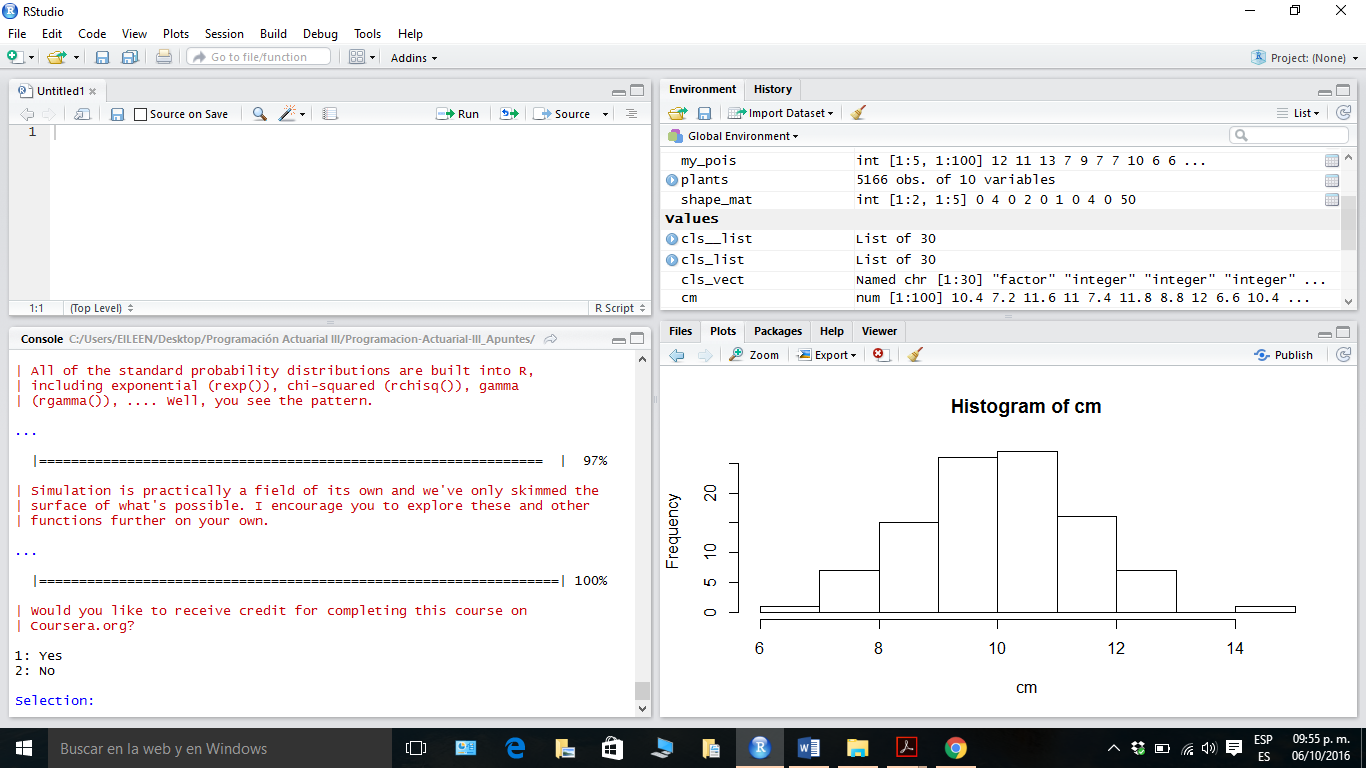 RStudio
File Edit Code View Plots Session Build Debug Tools Help
Go to file/function Addins Project: (None)
Untitled1
Source on Save Run Source
1
1:1 (Top Level) R Script
Console C:/Users/EILEEN/Desktop/Programación Actuarial III/Programacion-Actuarial-III_Apuntes/
| All of the standard probability distributions are built into R,
| including exponential (rexp()), chi-squared (rchisq()), gamma
| (rgamma()), .... Well, you see the pattern.
...
|=============================================================== | 97%
| Simulation is practically a field of its own and we've only skimmed the
| surface of what's possible. I encourage you to explore these and other
| functions further on your own.
...
|=================================================================| 100%
| Would you like to receive credit for completing this course on
| Coursera.org?
1: Yes
2: No
Selection:
Environment History
Import Dataset List
Global Environment
my_pois int [1:5, 1:100] 12 11 13 7 9 7 7 10 6 6 ...
plants 5166 obs. of 10 variables
shape_mat int [1:2, 1:5] 0 4 0 2 0 1 0 4 0 50
Values
cls__list List of 30
cls_list List of 30
cls_vect Named chr [1:30] "factor" "integer" "integer" "integer" ...
cm num [1:100] 10.4 7.2 11.6 11 7.4 11.8 8.8 12 6.6 10.4 ...
Files Plots Packages Help Viewer
Zoom Export Publish
Histogram of cm
Frequency
20
10
5
0
6 8 10 12 14
cm
Buscar en la web y en Windows
ESP
ES
09:55 p. m.
06/10/2016